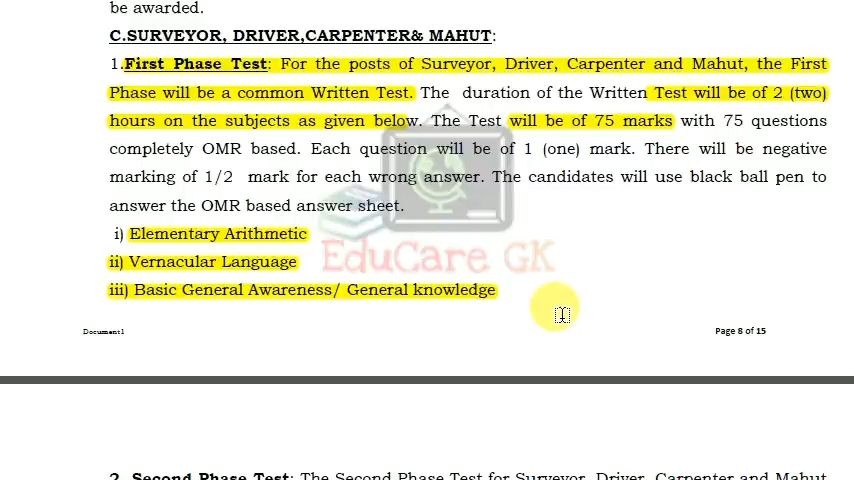 be awarded.
C.SURVEYOR, DRIVER,CARPENTER& MAHUT:
1.First Phase Test: For the posts of Surveyor, Driver, Carpenter and Mahut, the First
Phase will be a common Written Test. The duration of the Written Test will be of 2 (two)
hours on the subjects as given below. The Test will be of 75 marks with 75 questions
completely OMR based. Each question will be of 1 (one) mark. There will be negative
marking of 1/2 mark for each wrong answer. The candidates will use black ball pen to
answer the OMR based answer sheet.
i) Elementary Arithmetic
ii) Vernacular Language
EduCare GK
iii) Basic General Awareness/ General knowledge
Document1 Page 8 of 15
2. Second Phase Test: The Second Phase Test for Surveyor, Driver, Carpenter and Mahut